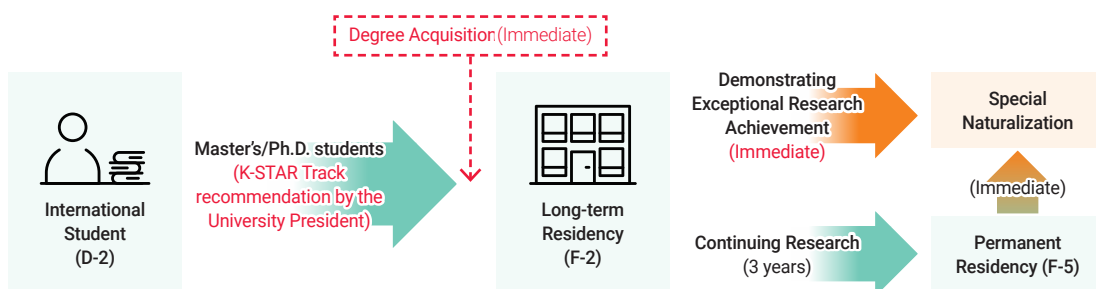 Degree Acquisition(Immediate)
International
Student
(D-2)
Master's/Ph.D. students
(K-STAR Track
recommendation by the
University President)
Long-term
Residency
(F-2)
Demonstrating
Exceptional Research
Achievement
(Immediate)
Special
Naturalization
(Immediate)
Continuing Research
(3 years)
Permanent
Residency (F-5)